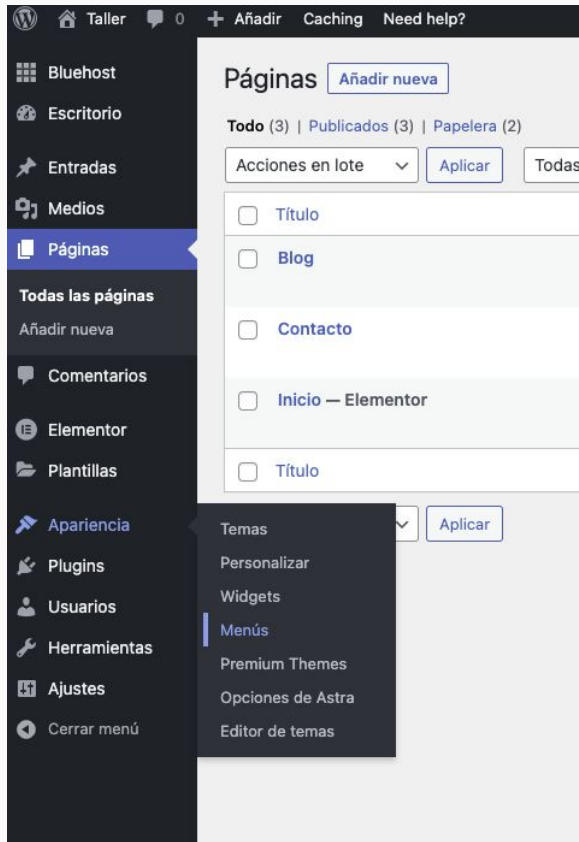 Taller 0 + Añadir Caching Need help?
Bluehost
Escritorio
Entradas
Medios
Páginas
Todas las páginas
Añadir nueva
Comentarios
Elementor
Plantillas
Apariencia
Plugins
Usuarios
Herramientas
Ajustes
Cerrar menú
Temas
Personalizar
Widgets
Menús
Premium Themes
Opciones de Astra
Editor de temas
Páginas Añadir nueva
Todo (3) | Publicados (3) | Papelera (2)
Acciones en lote Aplicar Todas
Título
Blog
Contacto
Inicio — Elementor
Título
Aplicar